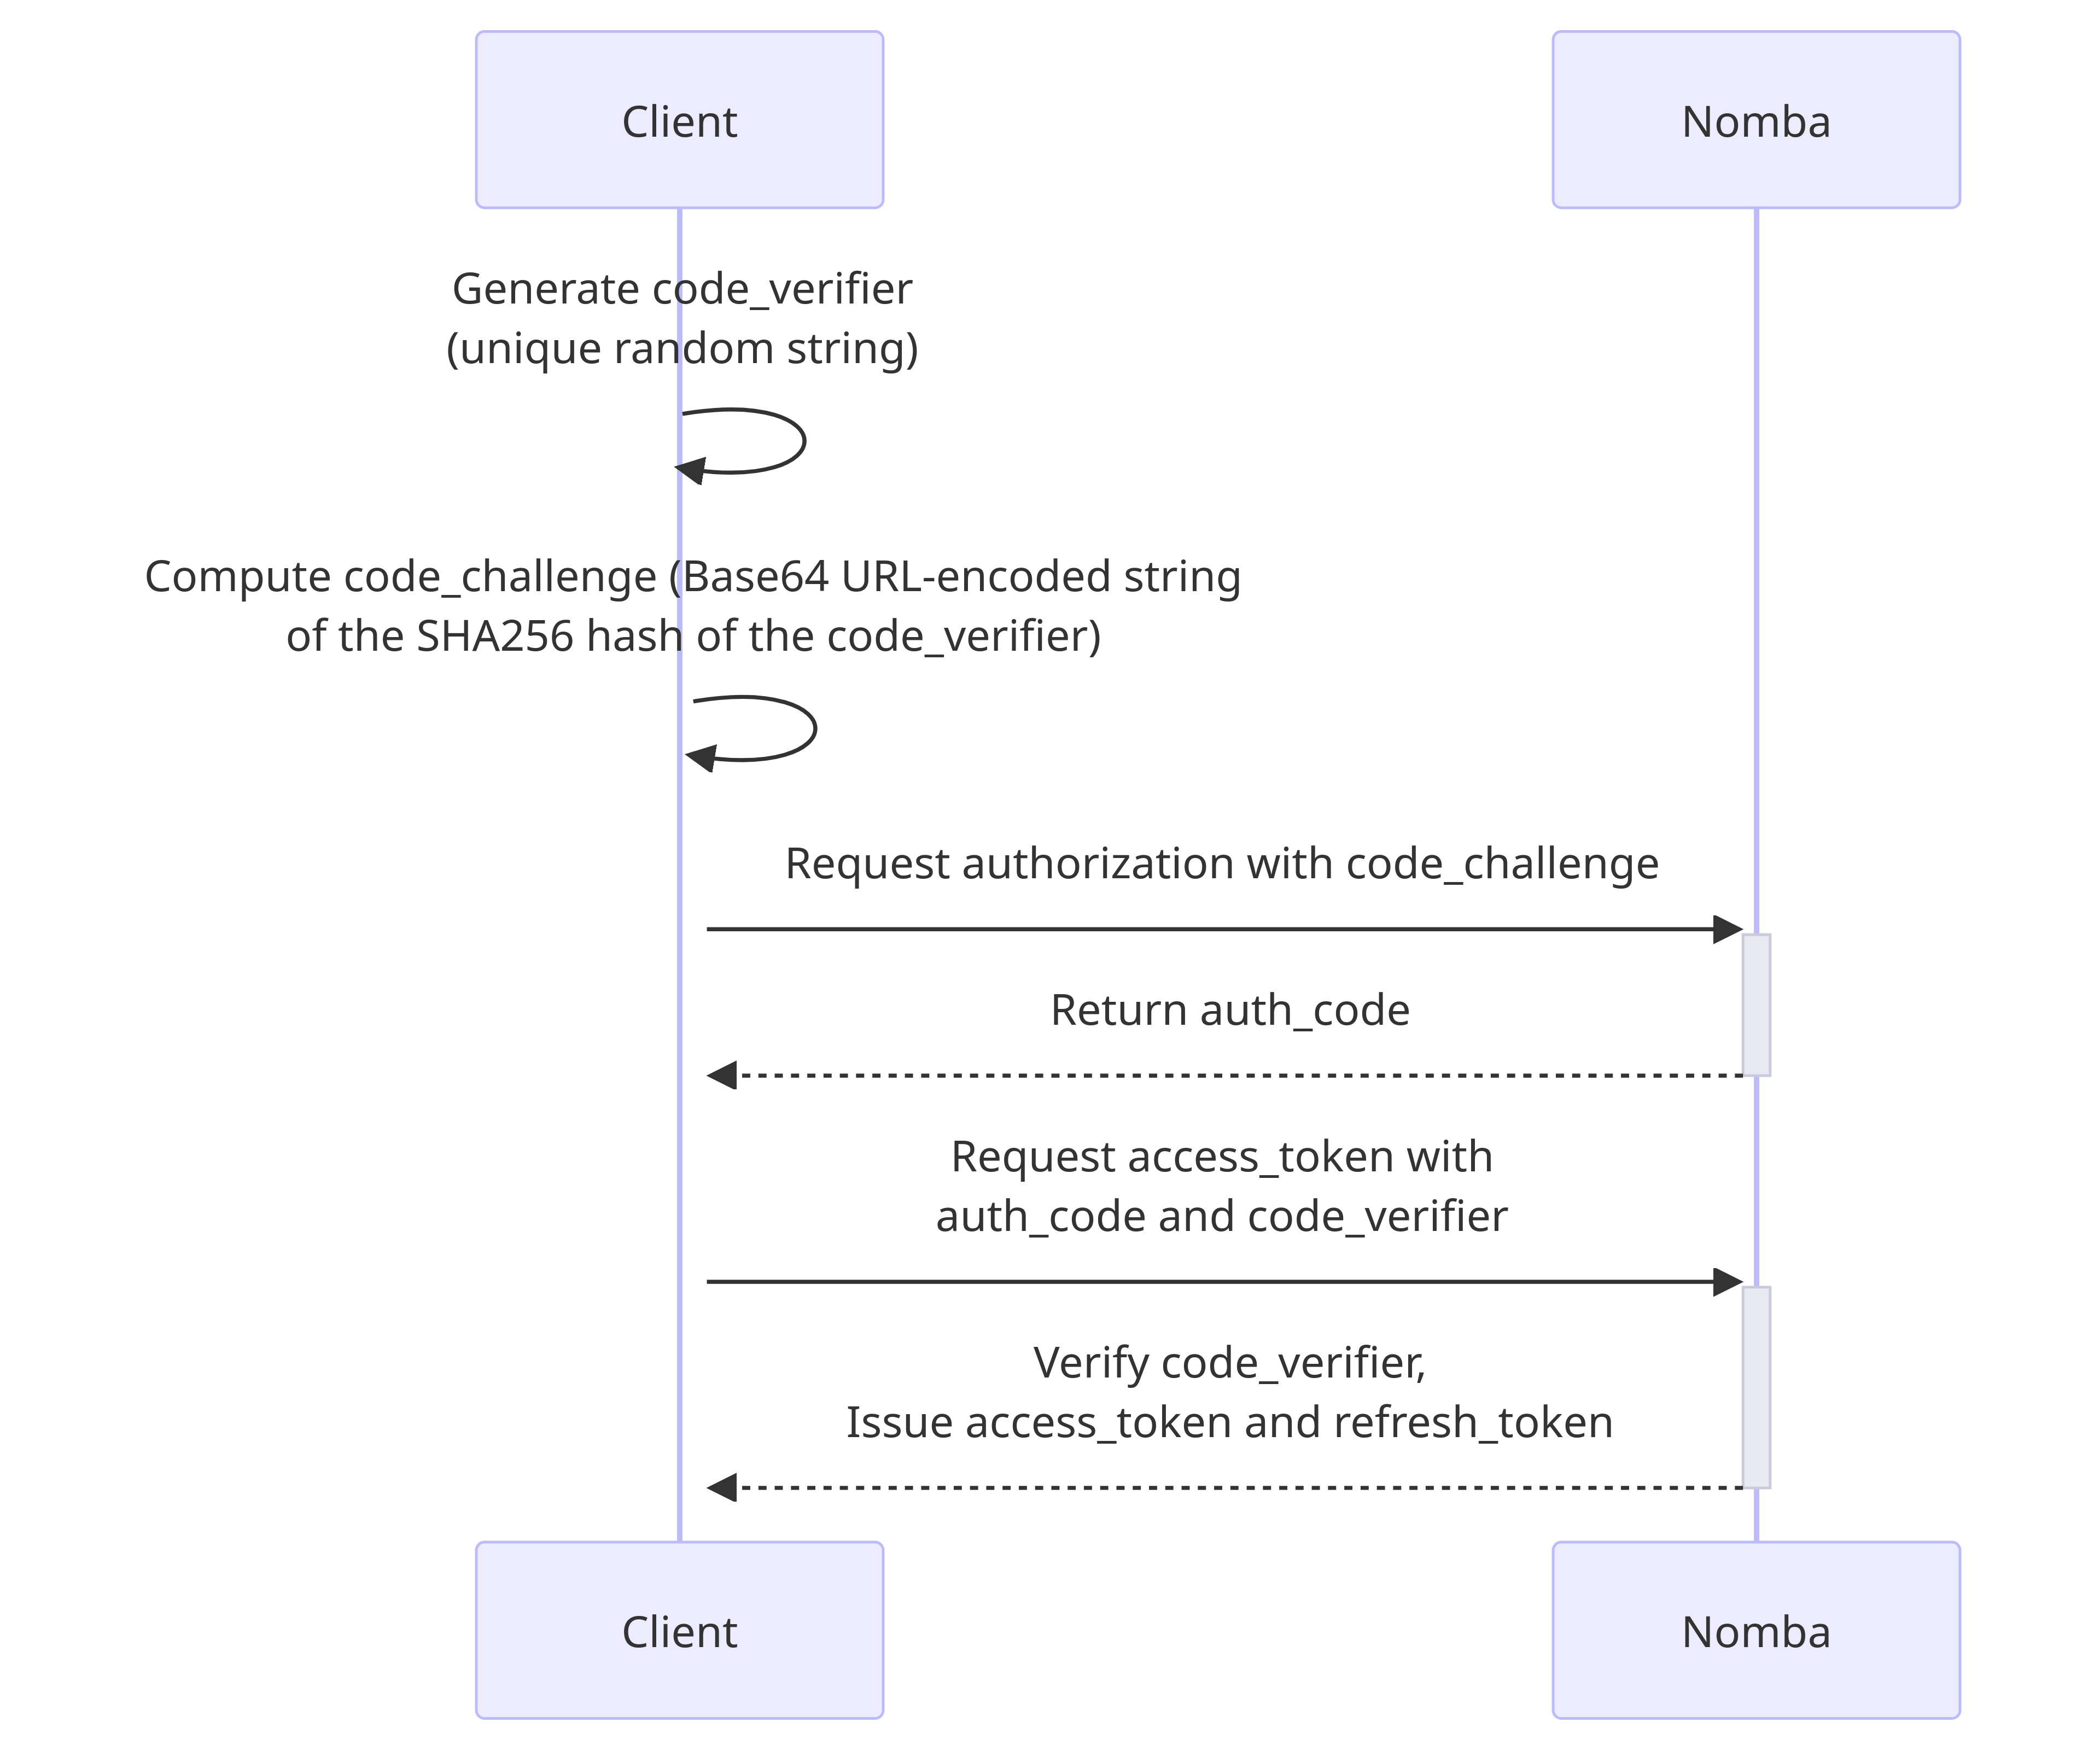 Client
Nomba
Generate code_verifier
(unique random string)
Compute code_challenge (Base64 URL-encoded string
of the SHA256 hash of the code_verifier)
Request authorization with code_challenge
Return auth_code
Request access_token with
auth_code and code_verifier
Verify code_verifier,
Issue access_token and refresh_token
Client
Nomba